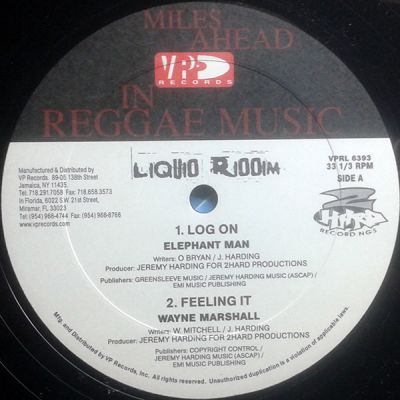 MILES
AHEAD
VP
RECORDS
IN
REGGAE MUSIC
LIQUID RIDDIM
Manufactured & Distributed by
VP Records. 89-05 138th Street
Jamaica, NY 11435.
Tel: 718.291.7058 Fax: 718.658.3573
In Florida, 6022 S.W. 21st Street,
Miramar, FL 33023
Tel: (954) 966-4744 Fax: (954) 966-8766
www.vprecords.com
VPRL 6393
33 1/3 RPM
SIDE A
2 HARD
RECORDINGS
1. LOG ON
ELEPHANT MAN
Writers: O BRYAN / J. HARDING
Producer: JEREMY HARDING FOR 2HARD PRODUCTIONS
Publishers: GREENSLEEVE MUSIC / JEREMY HARDING MUSIC (ASCAP) /
EMI MUSIC PUBLISHING
2. FEELING IT
WAYNE MARSHALL
Writers: W. MITCHELL / J. HARDING
Producer: JEREMY HARDING FOR 2HARD PRODUCTIONS
Publishers: COPYRIGHT CONTROL /
JEREMY HARDING MUSIC (ASCAP) /
EMI MUSIC PUBLISHING
Mfg. and Distributed by VP Records, Inc. All rights reserved. Unauthorized duplication is a violation of applicable laws.